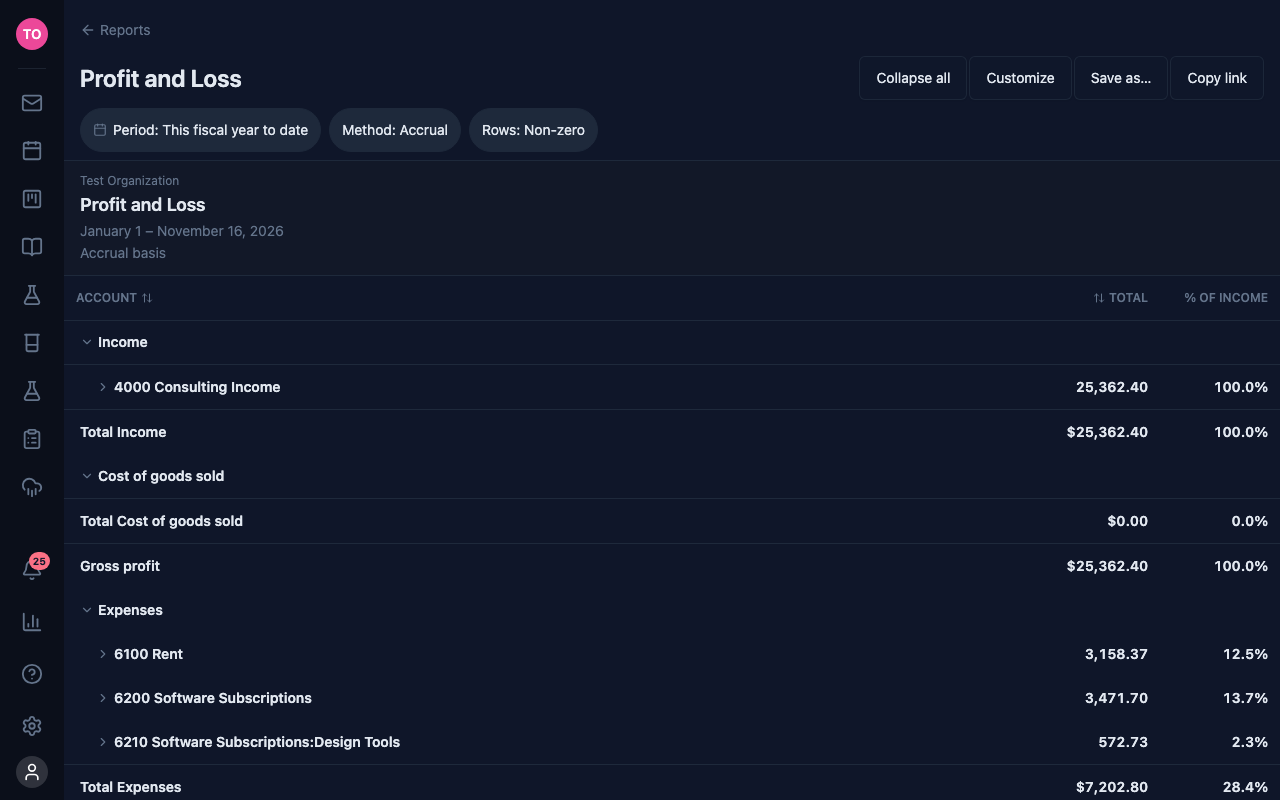 TO
Reports
Profit and Loss
Collapse all
Customize
Save as...
Copy link
Period: This fiscal year to date
Method: Accrual
Rows: Non-zero
Test Organization
Profit and Loss
January 1 – November 16, 2026
Accrual basis
ACCOUNT TOTAL % OF INCOME
Income
4000 Consulting Income 25,362.40 100.0%
Total Income $25,362.40 100.0%
Cost of goods sold
Total Cost of goods sold $0.00 0.0%
Gross profit $25,362.40 100.0%
25
Expenses
6100 Rent 3,158.37 12.5%
6200 Software Subscriptions 3,471.70 13.7%
6210 Software Subscriptions:Design Tools 572.73 2.3%
Total Expenses $7,202.80 28.4%